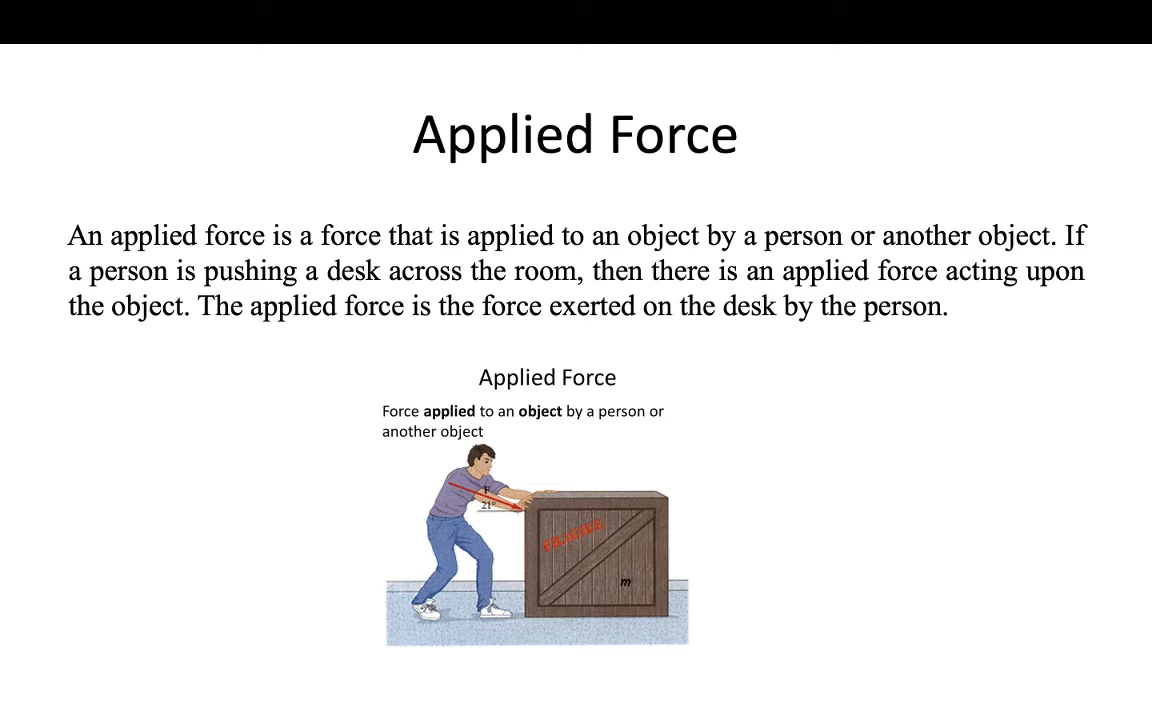 Applied Force
An applied force is a force that is applied to an object by a person or another object. If
a person is pushing a desk across the room, then there is an applied force acting upon
the object. The applied force is the force exerted on the desk by the person.
Applied Force
Force applied to an object by a person or
another object
F
21°
FRAGILE
m